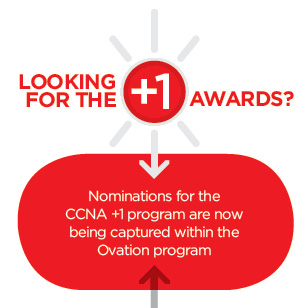 LOOKING
FOR THE +1 AWARDS?
Nominations for the
CCNA +1 program are now
being captured within the
Ovation program